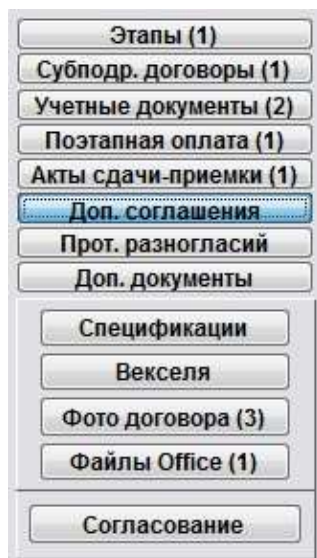 Этапы (1)
Субподр. договоры (1)
Учетные документы (2)
Поэтапная оплата (1)
Акты сдачи-приемки (1)
Доп. соглашения
Прот. разногласий
Доп. документы
Спецификации
Векселя
Фото договора (3)
Файлы Office (1)
Согласование